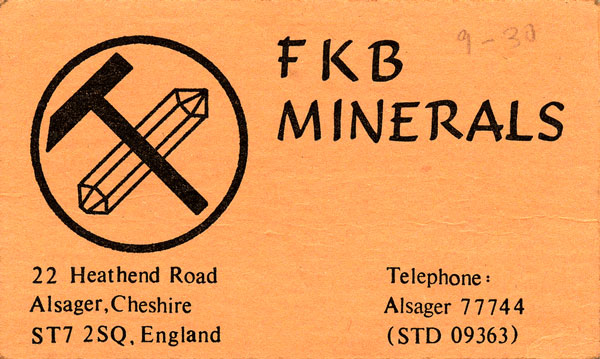 FKB
MINERALS
9-30
22 Heathend Road
Alsager, Cheshire
ST7 2SQ, England
Telephone:
Alsager 77744
(STD 09363)